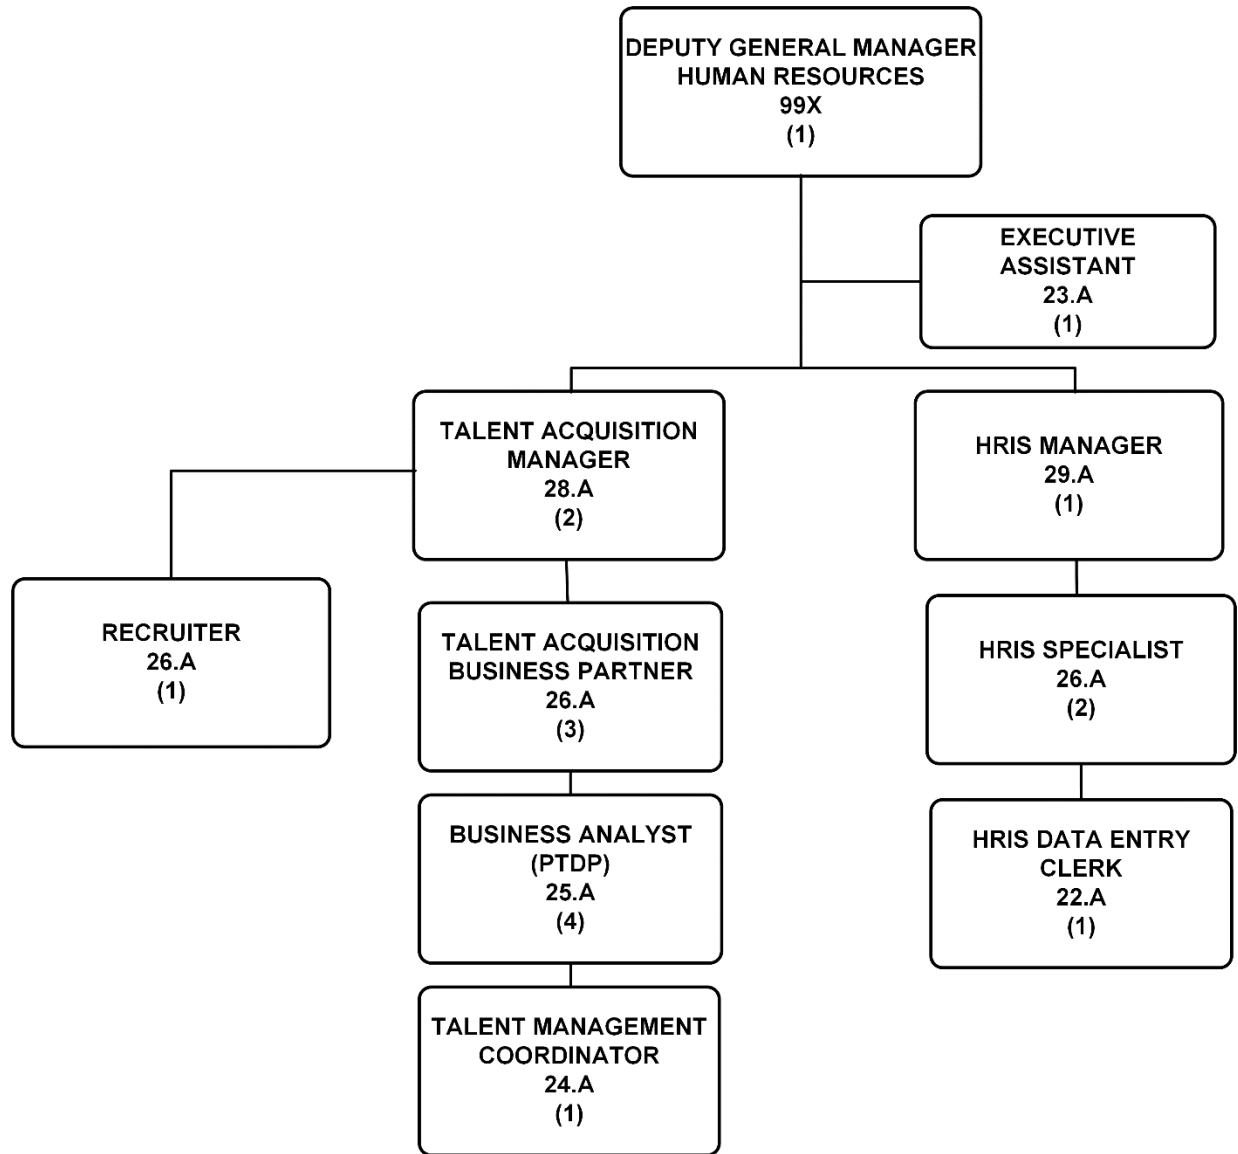 DEPUTY GENERAL MANAGER
HUMAN RESOURCES
99X
(1)
EXECUTIVE
ASSISTANT
23.A
(1)
TALENT ACQUISITION
MANAGER
28.A
(2)
HRIS MANAGER
29.A
(1)
RECRUITER
26.A
(1)
TALENT ACQUISITION
BUSINESS PARTNER
26.A
(3)
HRIS SPECIALIST
26.A
(2)
BUSINESS ANALYST
(PTDP)
25.A
(4)
HRIS DATA ENTRY
CLERK
22.A
(1)
TALENT MANAGEMENT
COORDINATOR
24.A
(1)